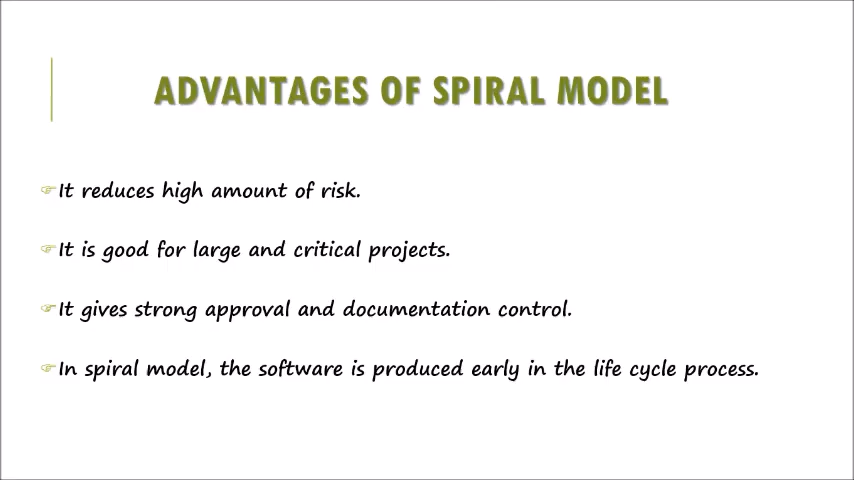 ADVANTAGES OF SPIRAL MODEL
It reduces high amount of risk.
It is good for large and critical projects.
It gives strong approval and documentation control.
In spiral model, the software is produced early in the life cycle process.